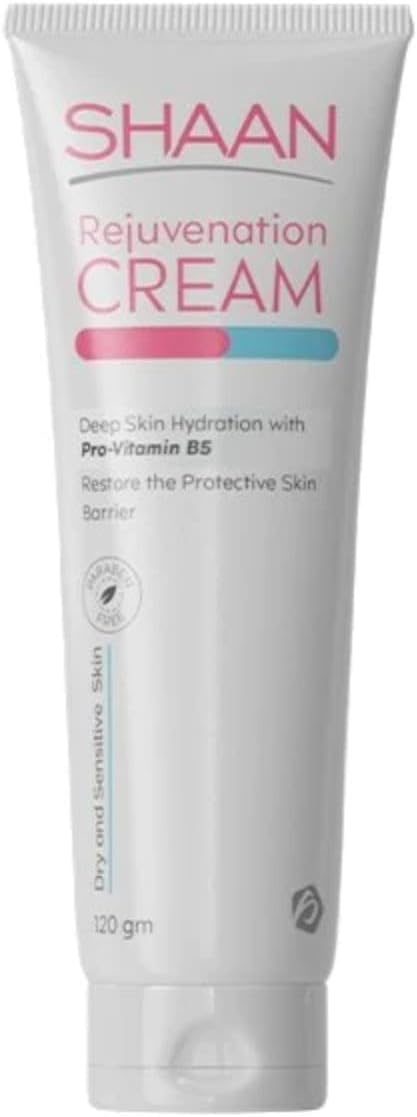 SHAAN
Rejuvenation
CREAM
Deep Skin Hydration with
Pro-Vitamin B5
Restore the Protective Skin
Barrier
PARABEN
FREE
Dry and Sensitive Skin
120 gm